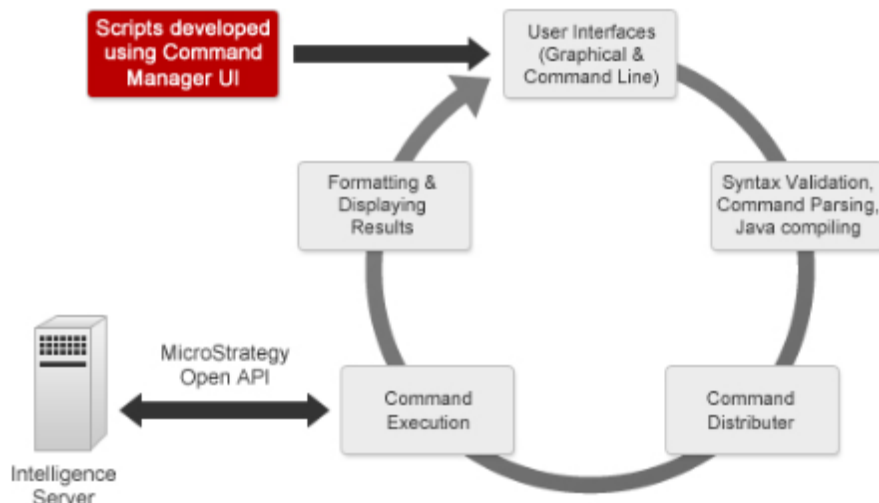 Scripts developed
using Command
Manager UI
User Interfaces
(Graphical &
Command Line)
Formatting &
Displaying
Results
Syntax Validation,
Command Parsing,
Java compiling
MicroStrategy
Open API
Command
Execution
Command
Distributer
Intelligence
Server